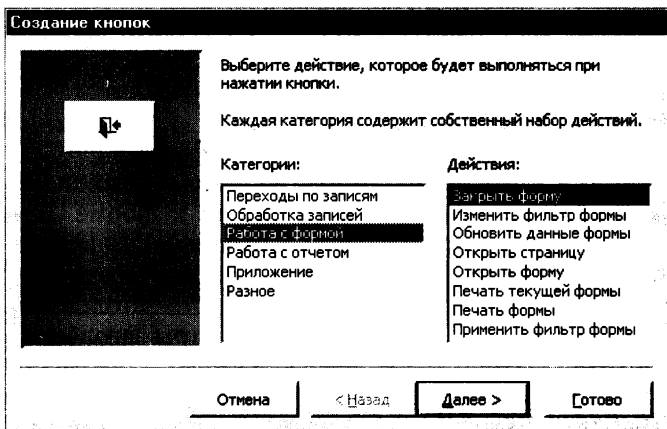 Создание кнопок
Выберите действие, которое будет выполняться при
нажатии кнопки.
Каждая категория содержит собственный набор действий.
Категории:
Действия:
Переходы по записям
Обработка записей
Работа с формой
Работа с отчетом
Приложение
Разное
Закрыть форму
Изменить фильтр формы
Обновить данные формы
Открыть страницу
Открыть форму
Печать текущей формы
Печать формы
Применить фильтр формы
Отмена
< Назад
Далее >
Готово